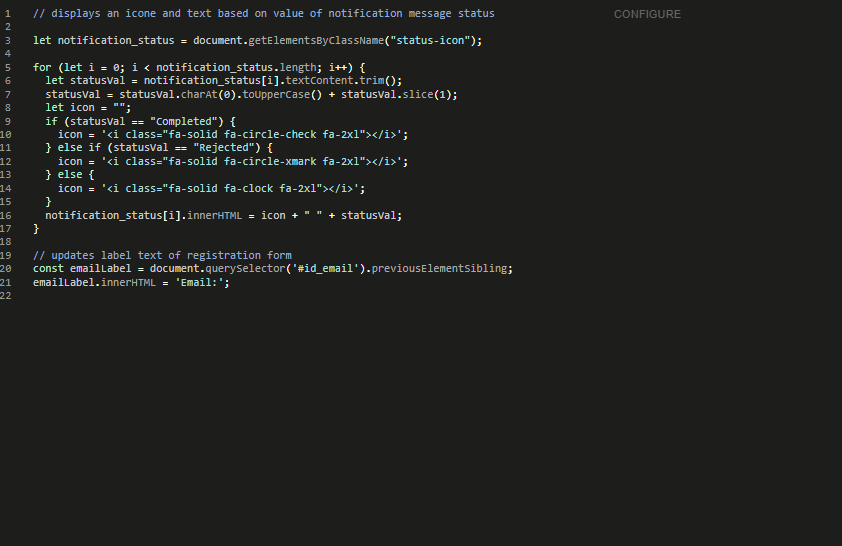 CONFIGURE
1 // displays an icone and text based on value of notification message status
2
3 let notification_status = document.getElementsByClassName("status-icon");
4
5 for (let i = 0; i < notification_status.length; i++) {
6 let statusVal = notification_status[i].textContent.trim();
7 statusVal = statusVal.charAt(0).toUpperCase() + statusVal.slice(1);
8 let icon = "";
9 if (statusVal == "Completed") {
10 icon = '<i class="fa-solid fa-circle-check fa-2xl"></i>';
11 } else if (statusVal == "Rejected") {
12 icon = '<i class="fa-solid fa-circle-xmark fa-2xl"></i>';
13 } else {
14 icon = '<i class="fa-solid fa-clock fa-2xl"></i>';
15 }
16 notification_status[i].innerHTML = icon + " " + statusVal;
17 }
18
19 // updates label text of registration form
20 const emailLabel = document.querySelector('#id_email').previousElementSibling;
21 emailLabel.innerHTML = 'Email:';
22